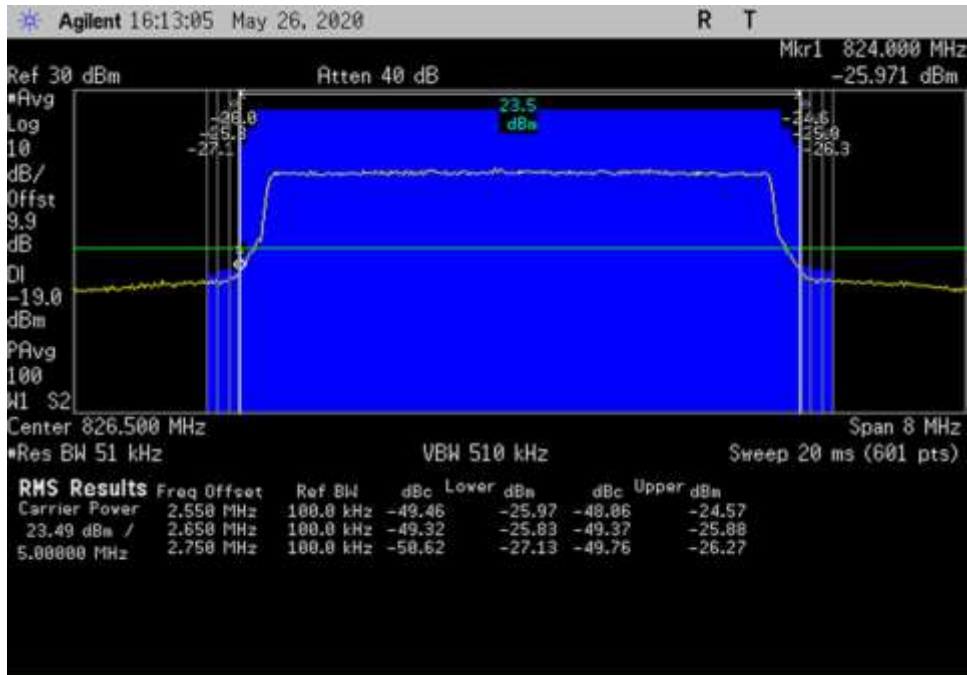 Agilent 16:13:05 May 26, 2020 R T
Mkr1 824.000 MHz
Ref 30 dBm Atten 40 dB -25.971 dBm
*Avg
Log
10
dB/
Offst
9.9
dB
DI
-19.0
dBm
PAvg
100
W1 S2
23.5
dBm
-26.0
-25.8
-27.1
-24.6
-25.9
-26.3
Center 826.500 MHz Span 8 MHz
*Res BW 51 kHz VBW 510 kHz Sweep 20 ms (601 pts)
RMS Results Freq Offset Ref BW dBc Lower dBm dBc Upper dBm
Carrier Power 2.550 MHz 100.0 kHz -49.46 -25.97 -48.06 -24.57
23.49 dBm / 2.650 MHz 100.0 kHz -49.32 -25.83 -49.37 -25.88
5.00000 MHz 2.750 MHz 100.0 kHz -50.62 -27.13 -49.76 -26.27